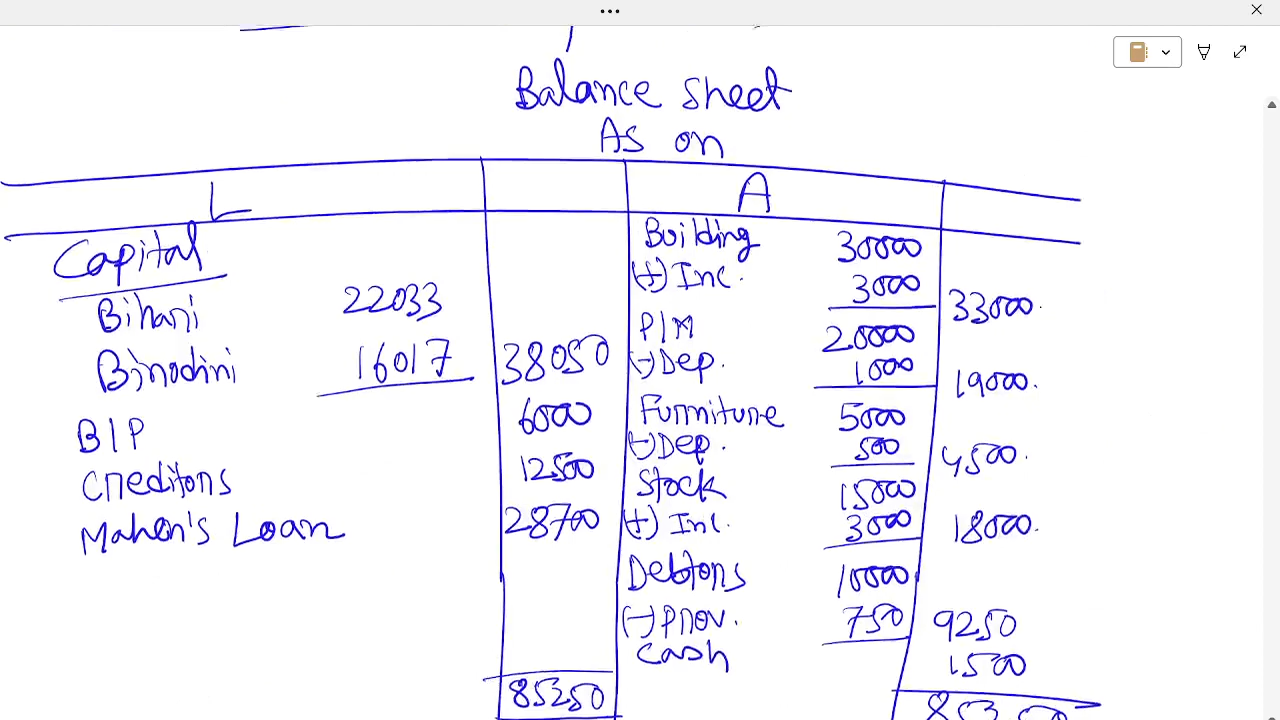 Balance Sheet
As on
L A
Capital
Bihari 22033
Binodini 16017 38050
B/P 6000
Creditors 12500
Mahen's Loan 28700
85250
Building 30000
(+) Inc. 3000 33000.
P/M 20000
(-) Dep. 1000 19000.
Furniture 5000
(-) Dep. 500 4500.
Stock 15000
(+) Inc. 3000 18000.
Debtors 10000
(-) Prov. 750 9250
Cash 1500
85250